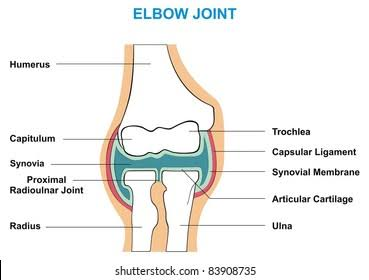 ELBOW JOINT
Humerus
Capitulum
Synovia
Proximal
Radioulnar Joint
Radius
Trochlea
Capsular Ligament
Synovial Membrane
Articular Cartilage
Ulna
shutterstock.com · 83908735